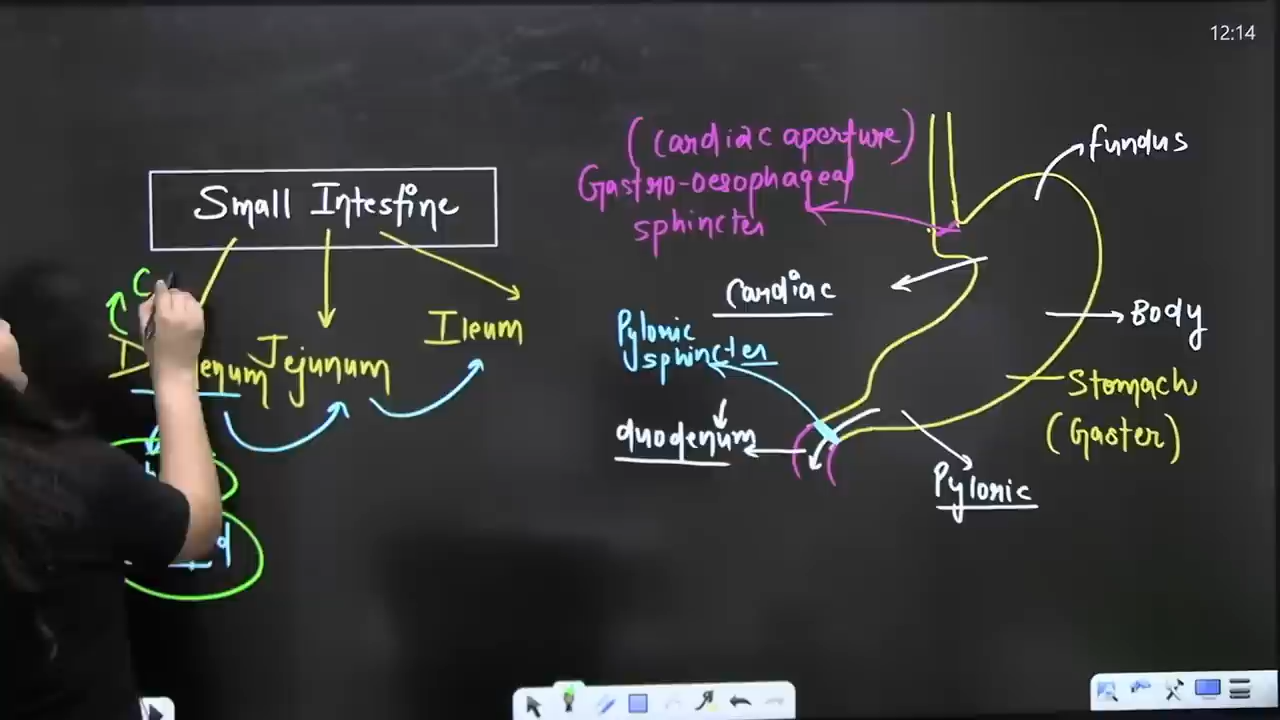 12:14
Small Intestine
C
Jejunum
Ileum
(Cardiac aperture)
Gastro-oesophageal
sphincter
Cardiac
Pyloric
sphincter
duodenum
fundus
Body
Stomach
(Gaster)
Pyloric